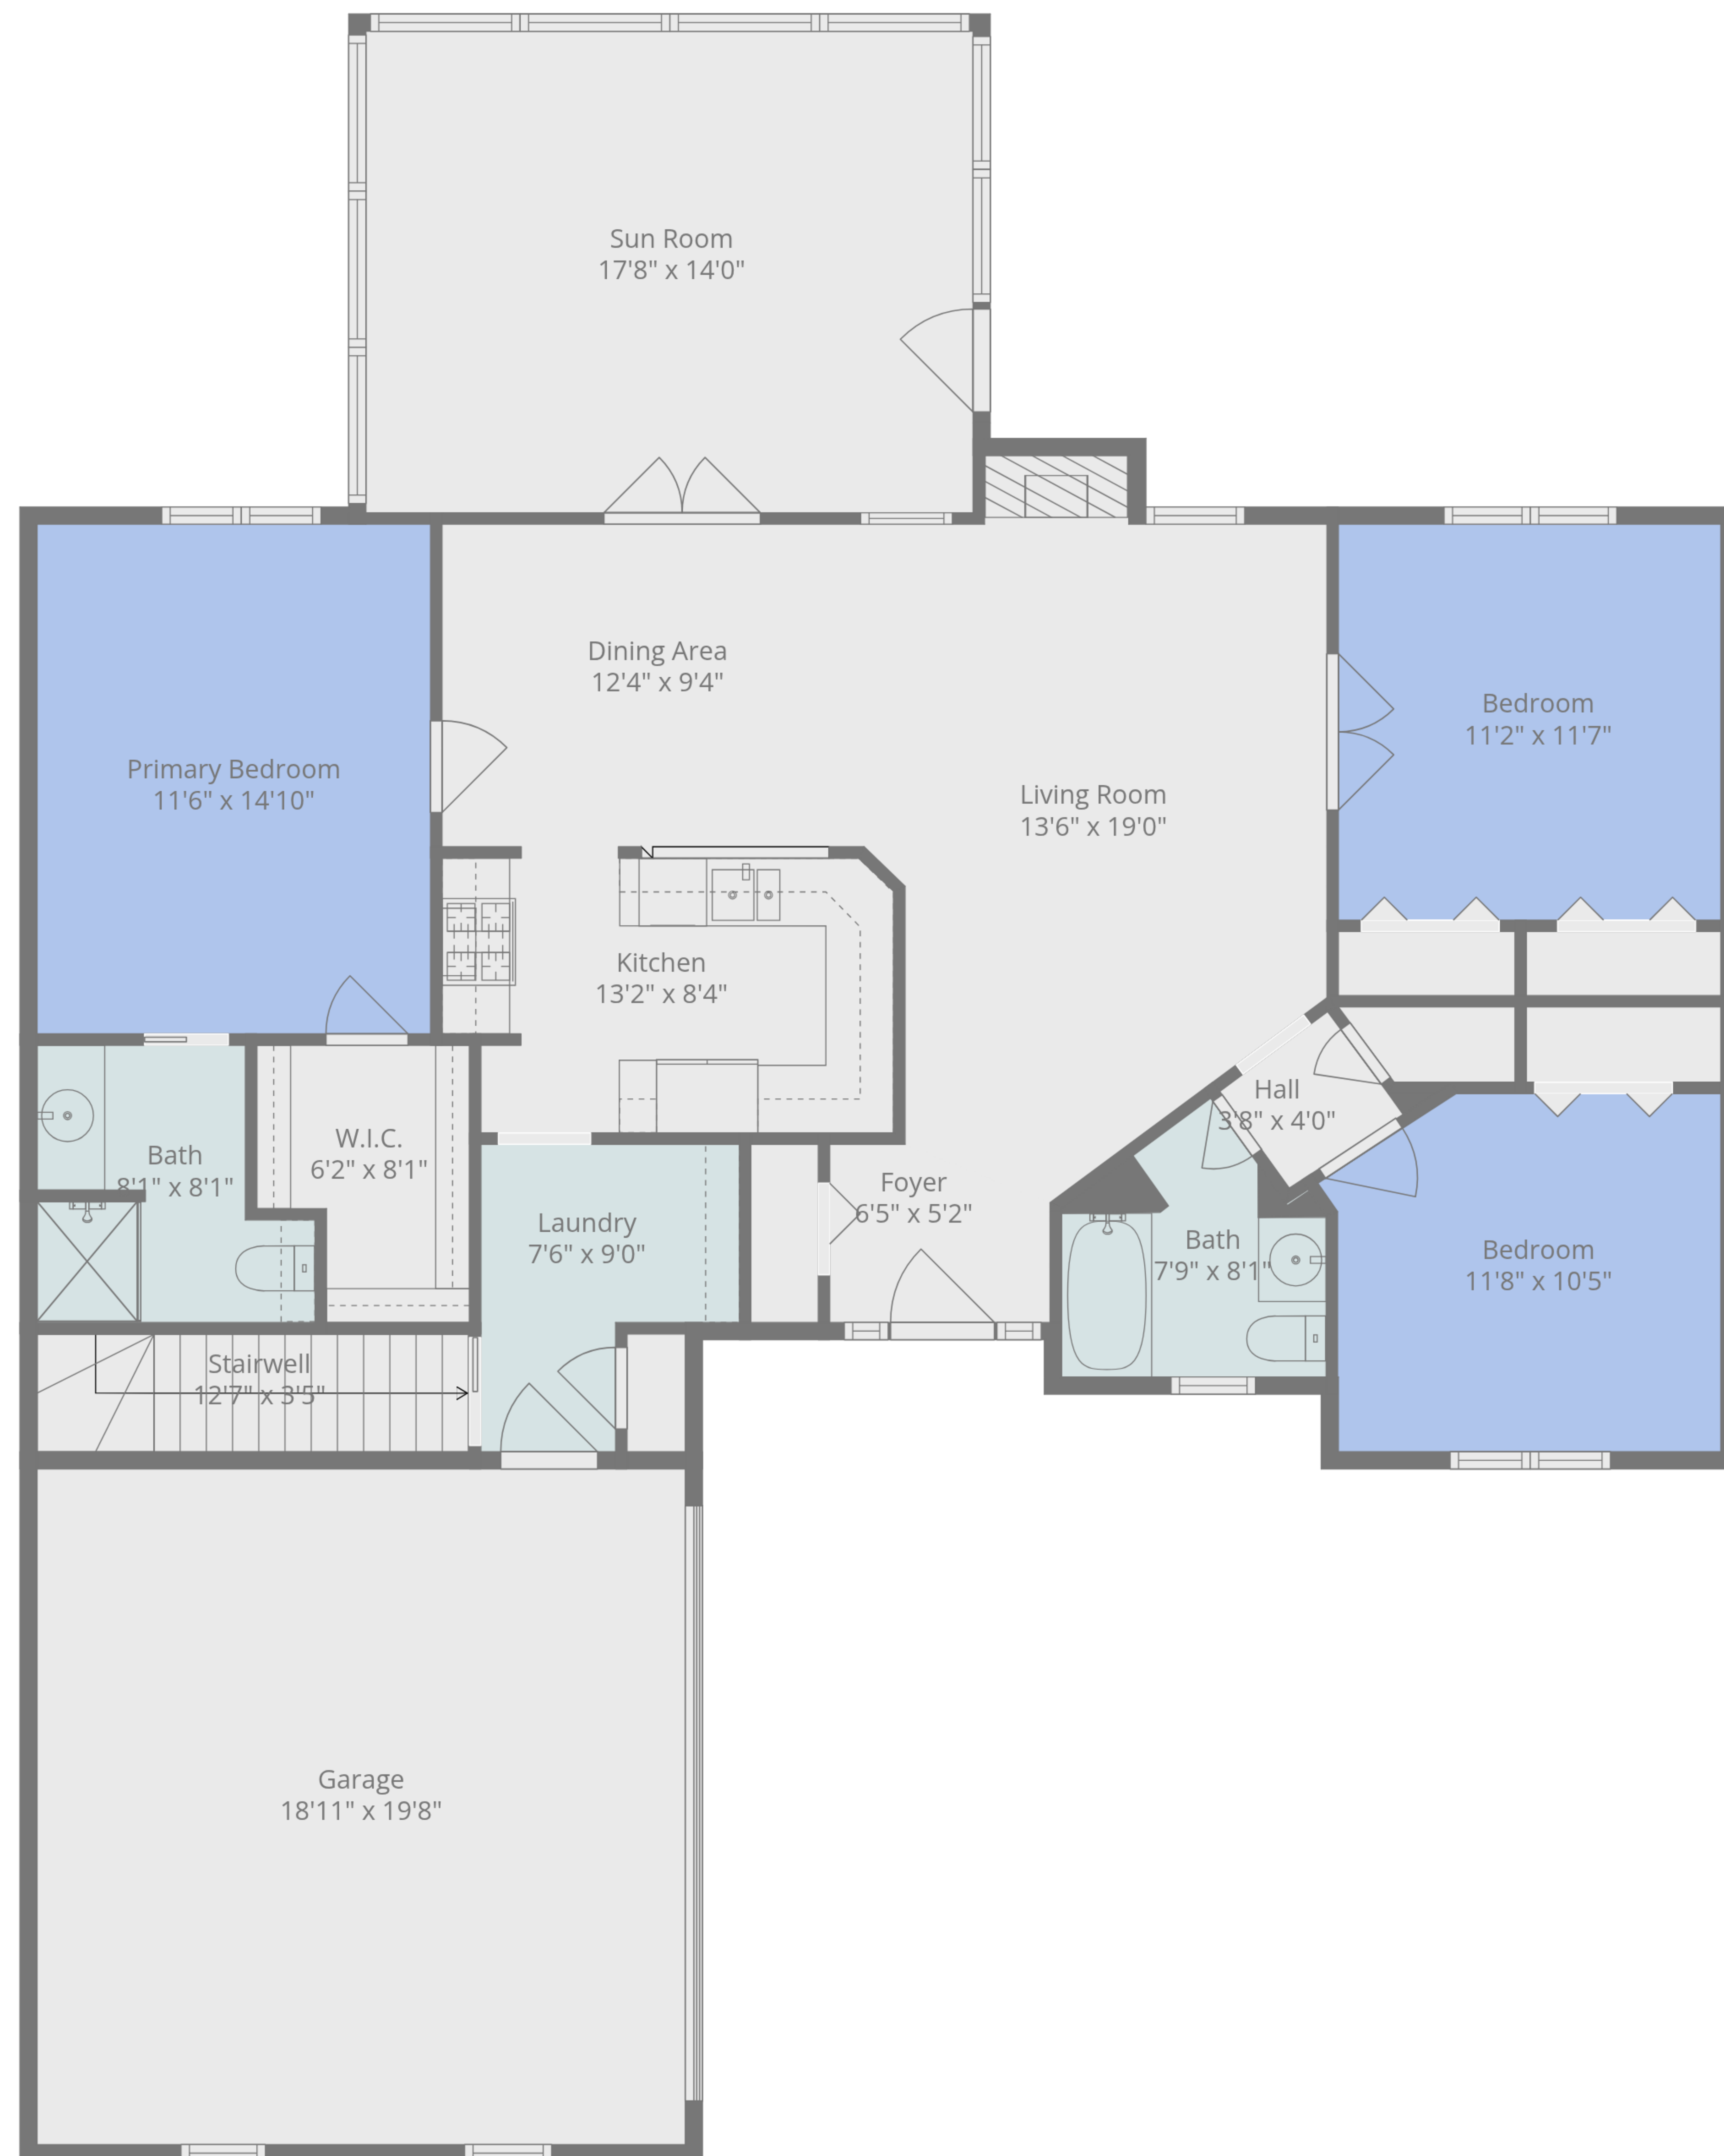 Sun Room
17'8" x 14'0"
Dining Area
12'4" x 9'4"
Primary Bedroom
11'6" x 14'10"
Living Room
13'6" x 19'0"
Bedroom
11'2" x 11'7"
Kitchen
13'2" x 8'4"
Hall
3'8" x 4'0"
Bath
8'1" x 8'1"
W.I.C.
6'2" x 8'1"
Laundry
7'6" x 9'0"
Foyer
6'5" x 5'2"
Bath
7'9" x 8'1"
Bedroom
11'8" x 10'5"
Stairwell
12'7" x 3'5"
Garage
18'11" x 19'8"